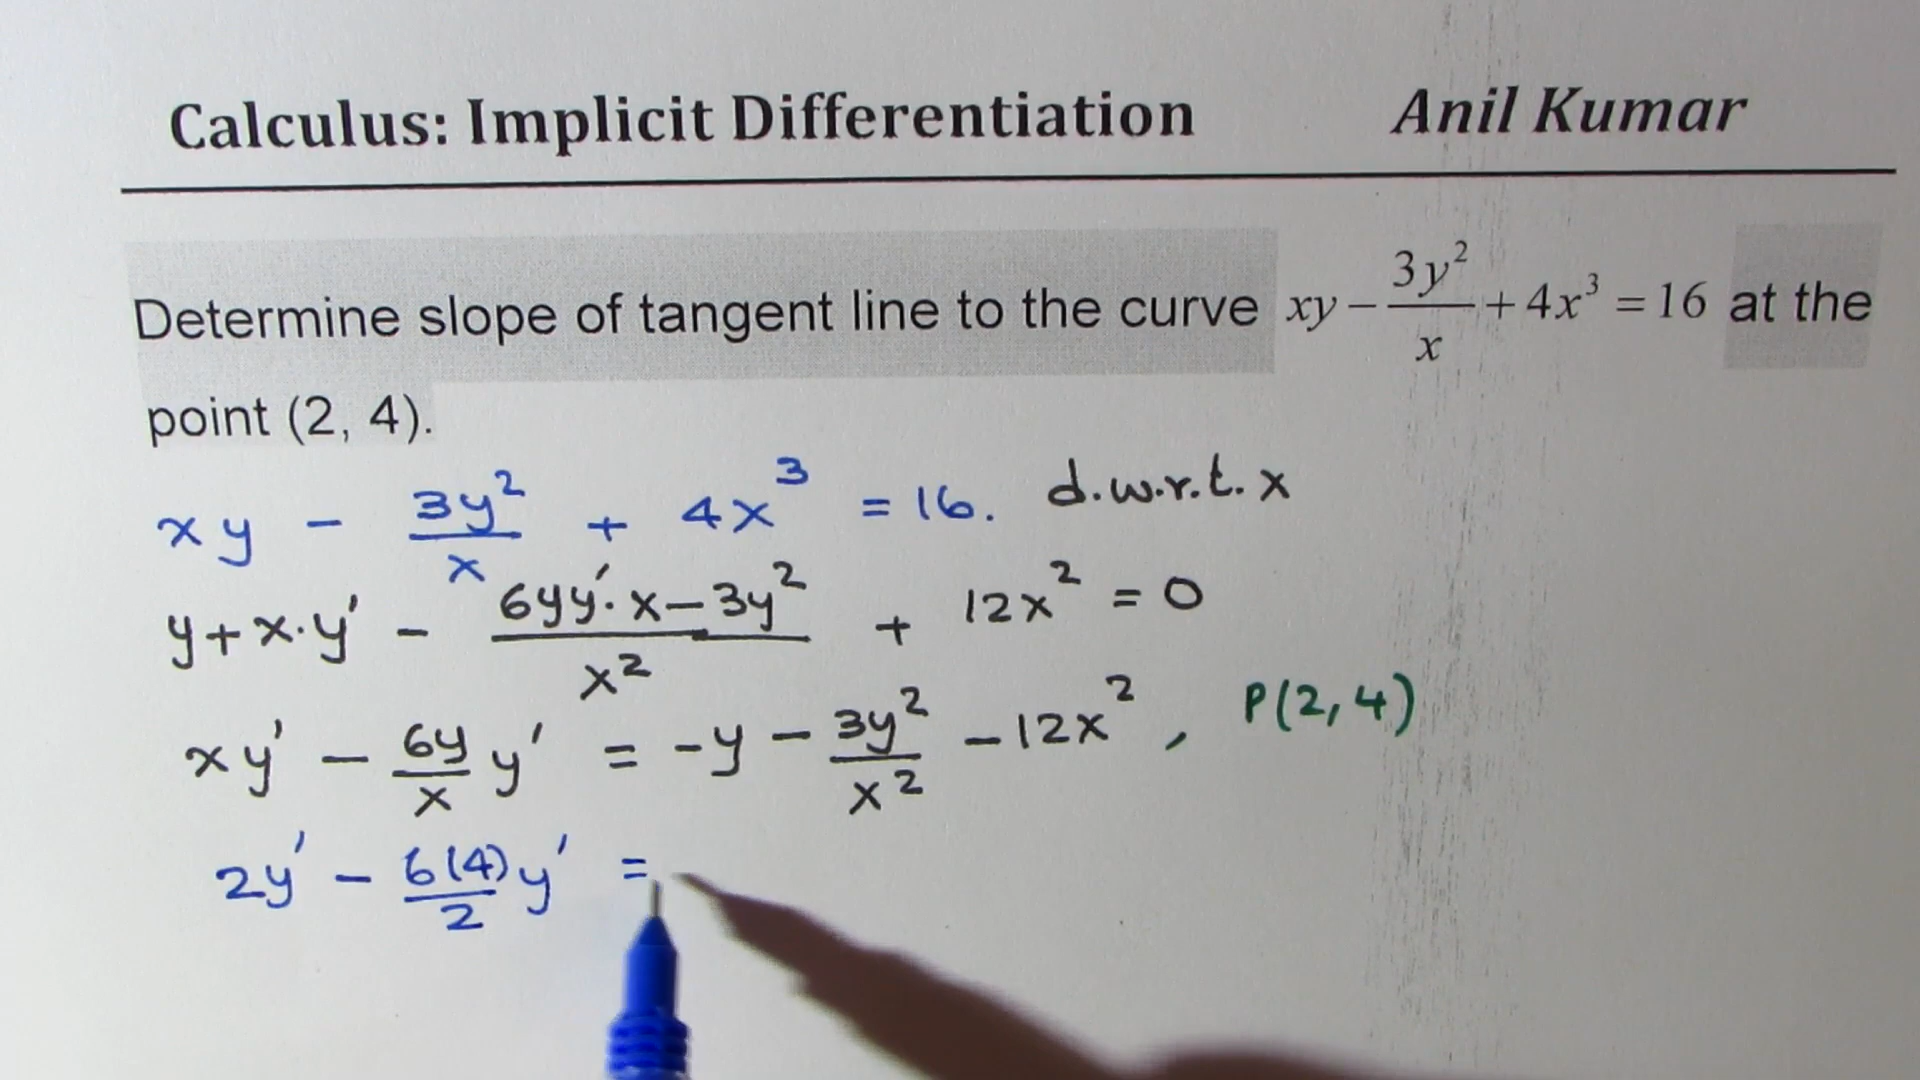 Calculus: Implicit Differentiation Anil Kumar
Determine slope of tangent line to the curve xy − 3y²/x + 4x³ = 16 at the
point (2, 4).
xy − 3y²/x + 4x³ = 16. d.w.r.t. x
y + x·y′ − (6yy′·x − 3y²)/x² + 12x² = 0
xy′ − 6y/x y′ = −y − 3y²/x² − 12x², P(2,4)
2y′ − 6(4)/2 y′ =